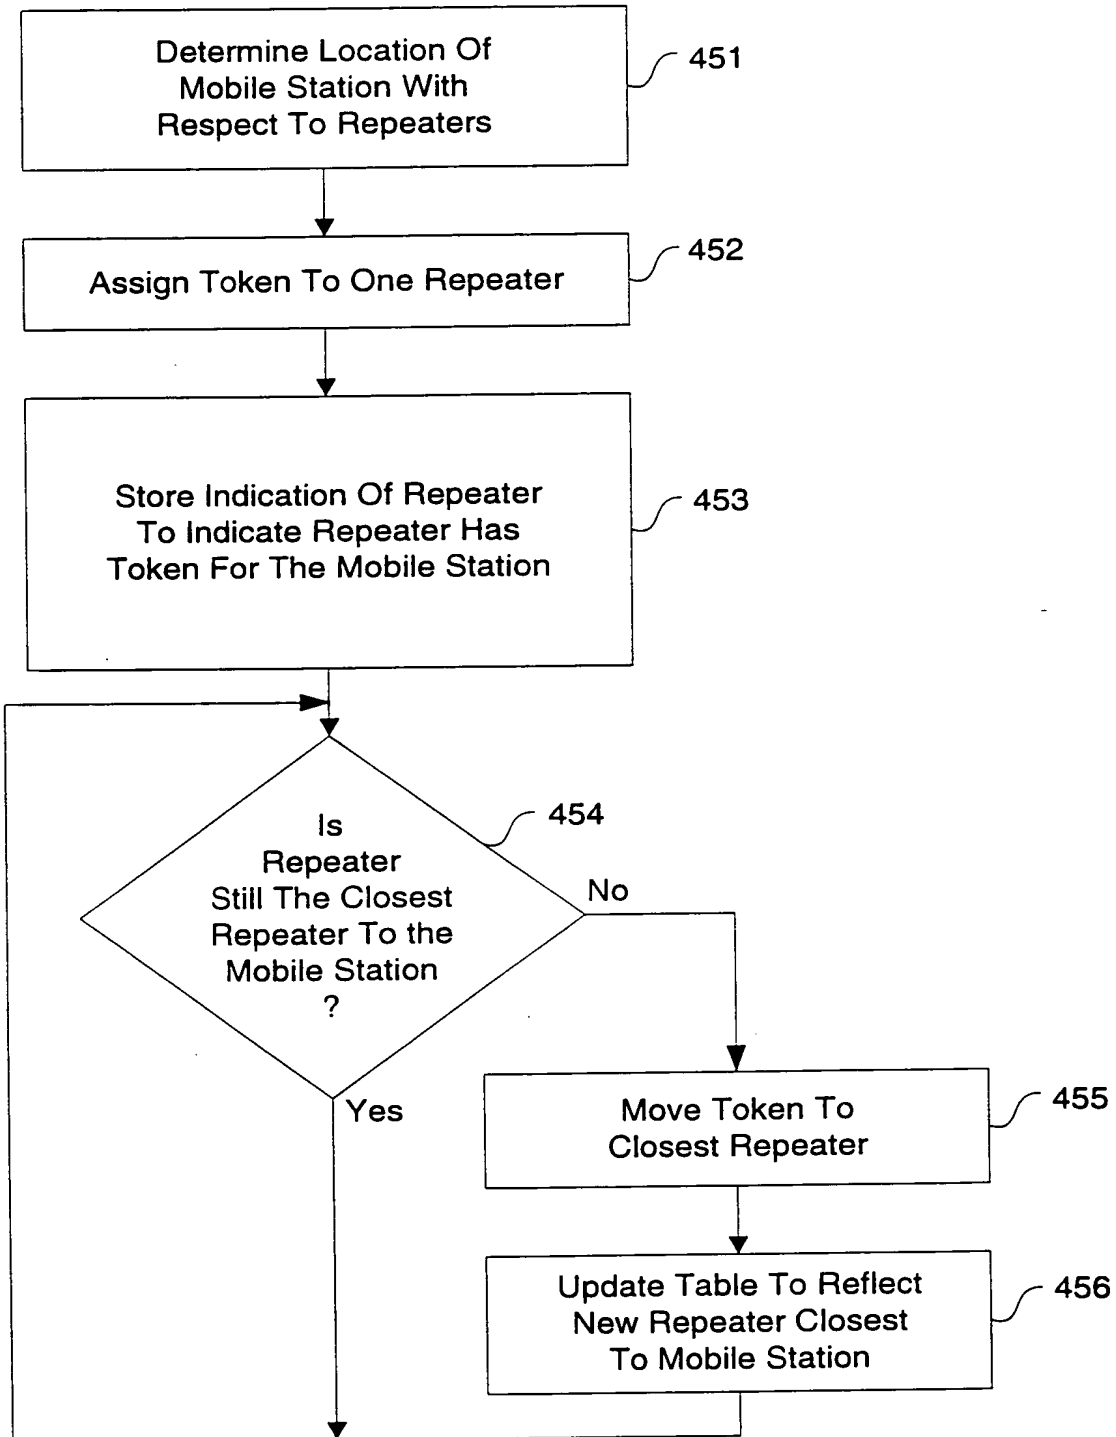 Determine Location Of
Mobile Station With
Respect To Repeaters
451
Assign Token To One Repeater
452
Store Indication Of Repeater
To Indicate Repeater Has
Token For The Mobile Station
453
Is
Repeater
Still The Closest
Repeater To the
Mobile Station
?
454
No
Yes
Move Token To
Closest Repeater
455
Update Table To Reflect
New Repeater Closest
To Mobile Station
456